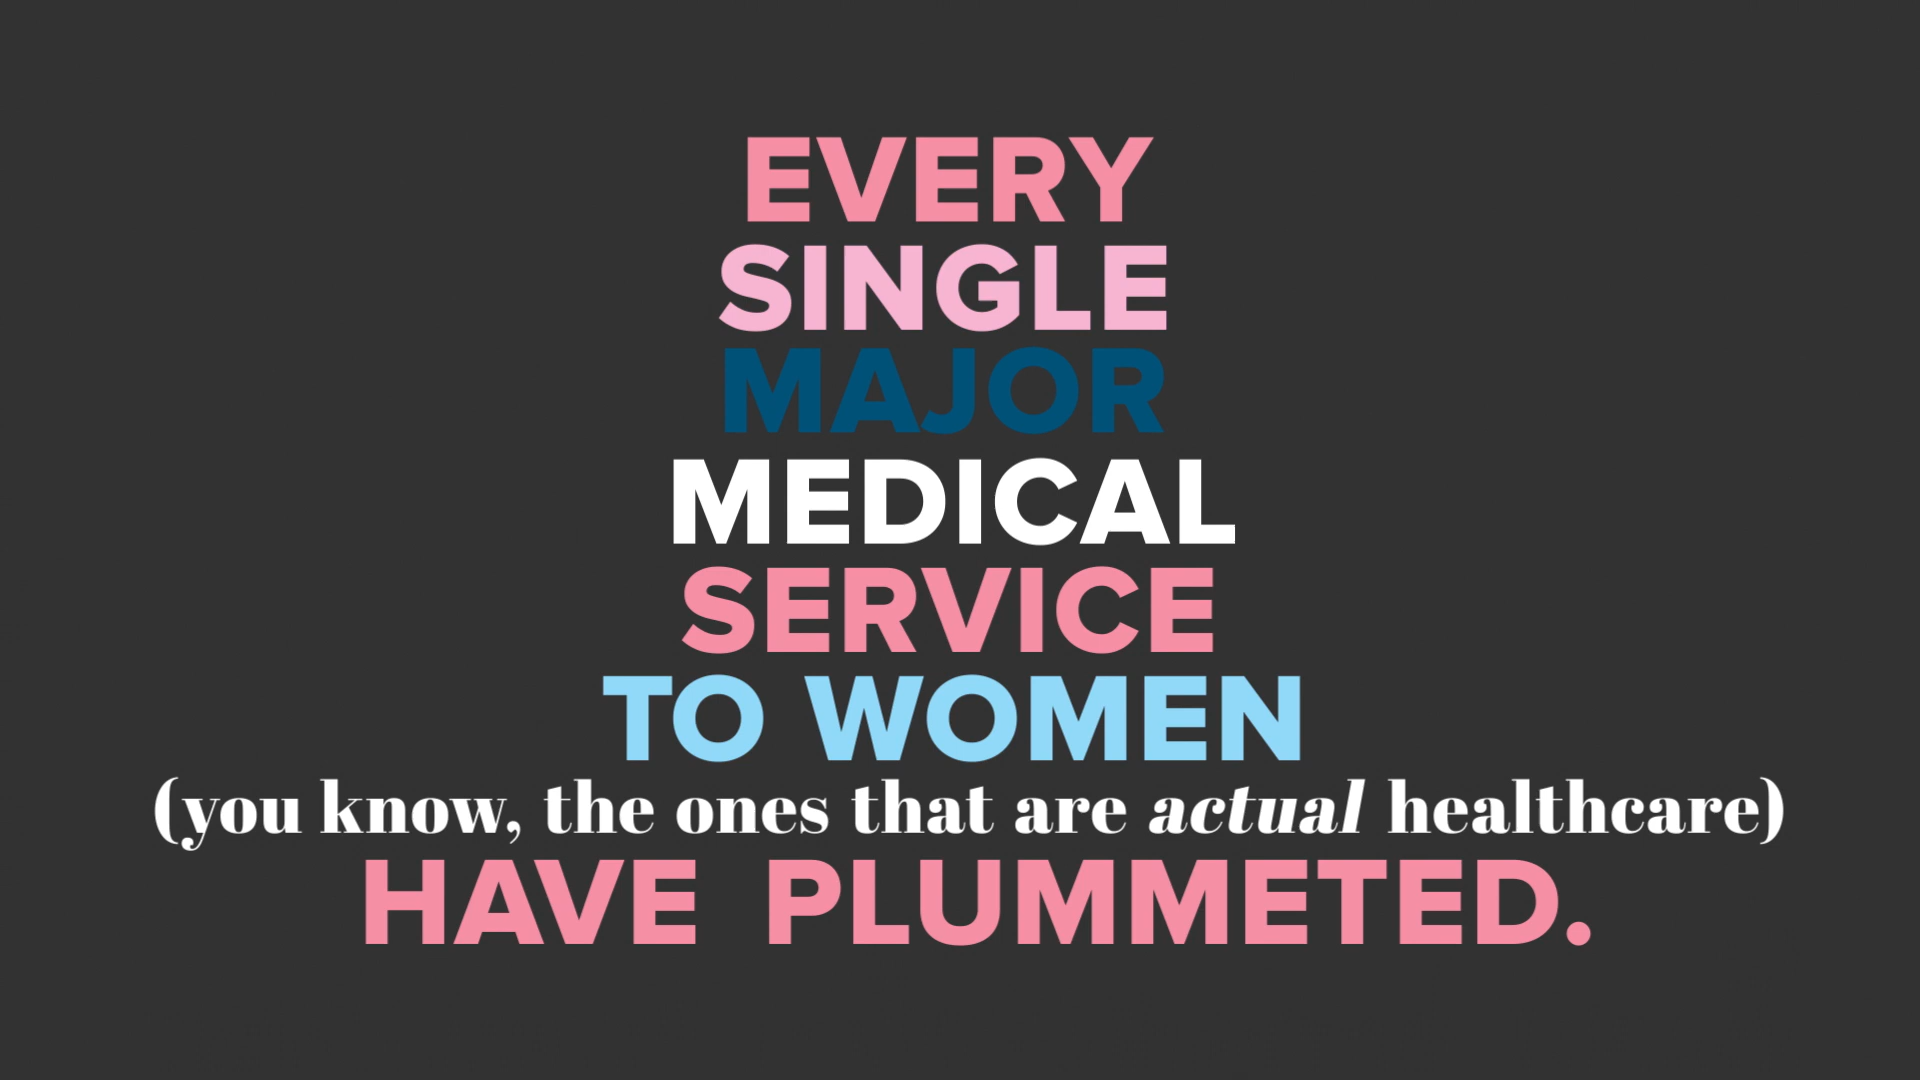 EVERY
SINGLE
MAJOR
MEDICAL
SERVICE
TO WOMEN
(you know, the ones that are actual healthcare)
HAVE PLUMMETED.